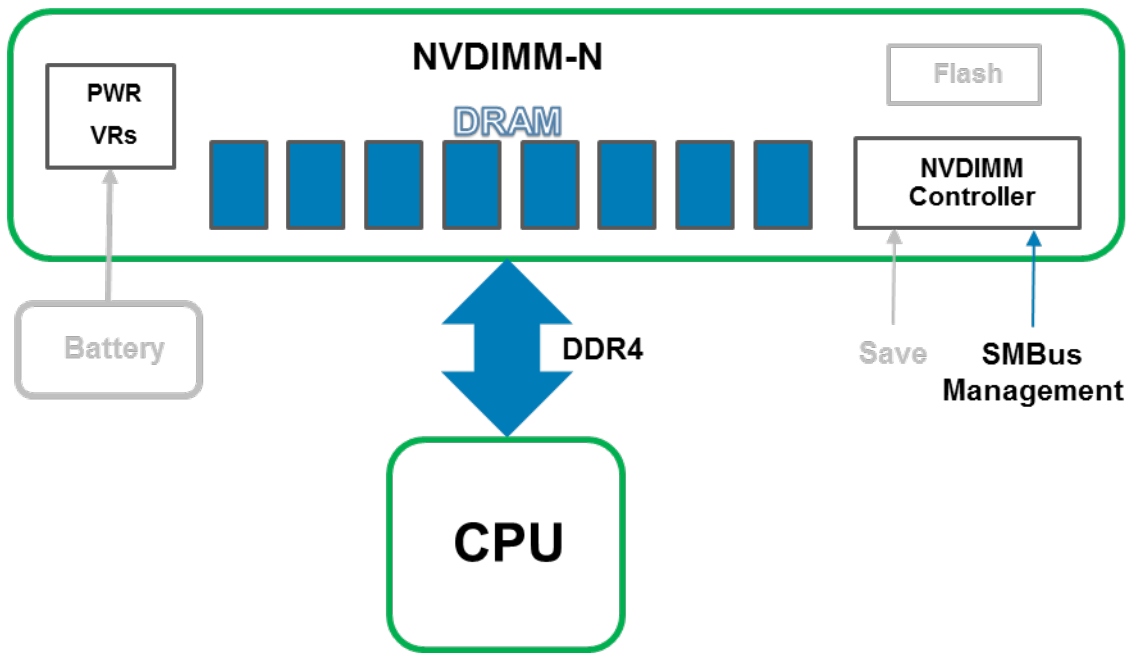 NVDIMM-N
Flash
PWR
VRs
DRAM
NVDIMM
Controller
Battery
DDR4
Save
SMBus
Management
CPU